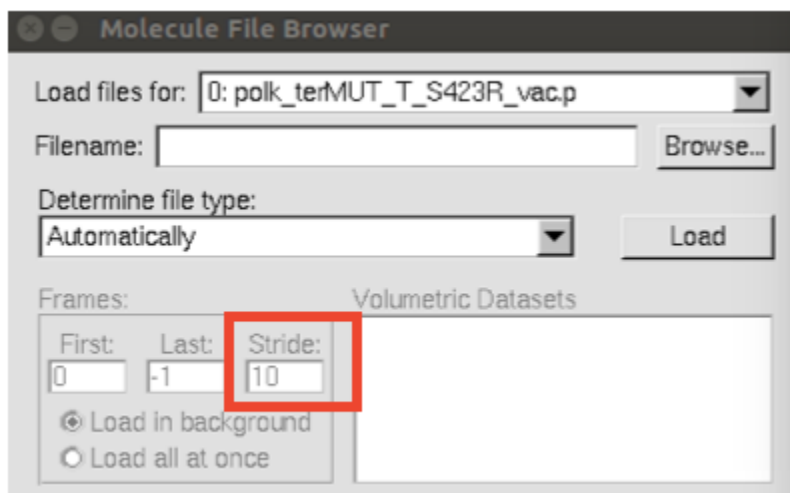 Molecule File Browser
Load files for: 0: polk_terMUT_T_S423R_vac.p
Filename: Browse...
Determine file type:
Automatically Load
Frames: Volumetric Datasets
First: Last: Stride:
0 -1 10
Load in background
Load all at once